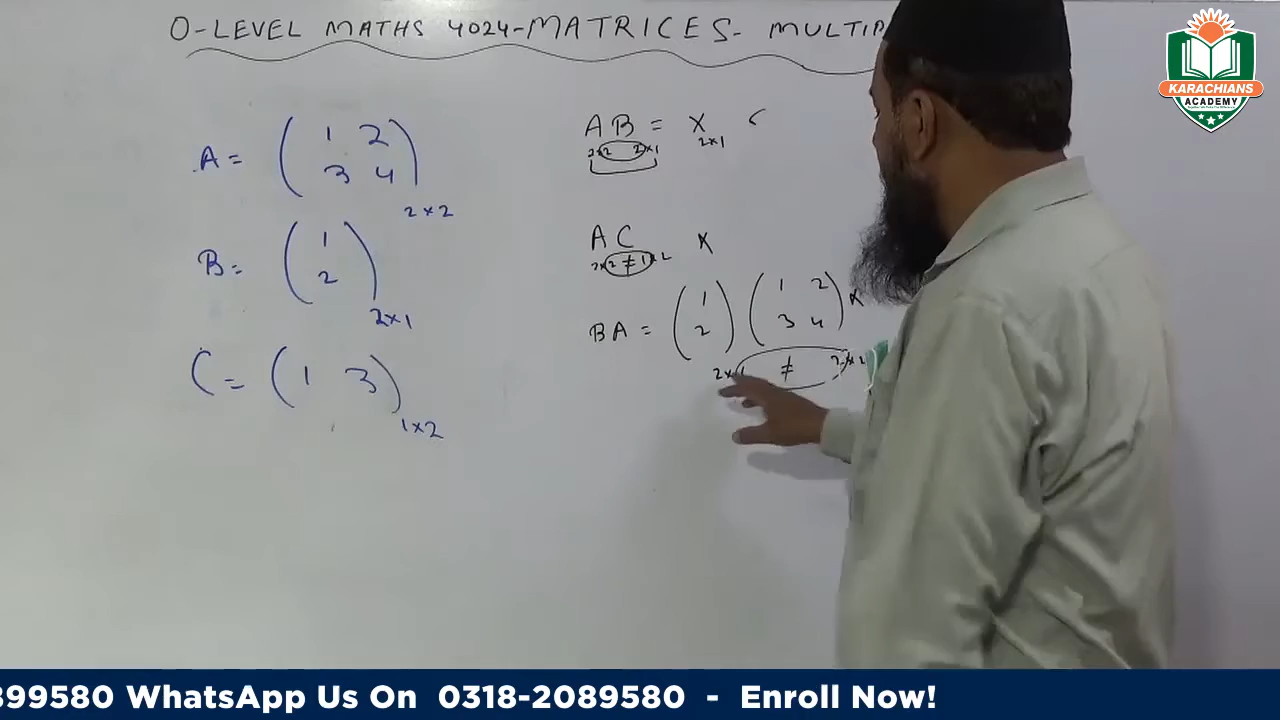 O-LEVEL MATHS 4024-MATRICES- MULTIP
A = ( 1 2
3 4 ) 2×2
B = ( 1
2 ) 2×1
C = ( 1 3 ) 1×2
AB = X 2×1
2×2 2×1
AC ×
2×2 ≠ 1×2
BA = ( 1
2 ) ( 1 2
3 4 ) ×
2×1 ≠ 2×2
KARACHIANS
ACADEMY
899580 WhatsApp Us On 0318-2089580 - Enroll Now!